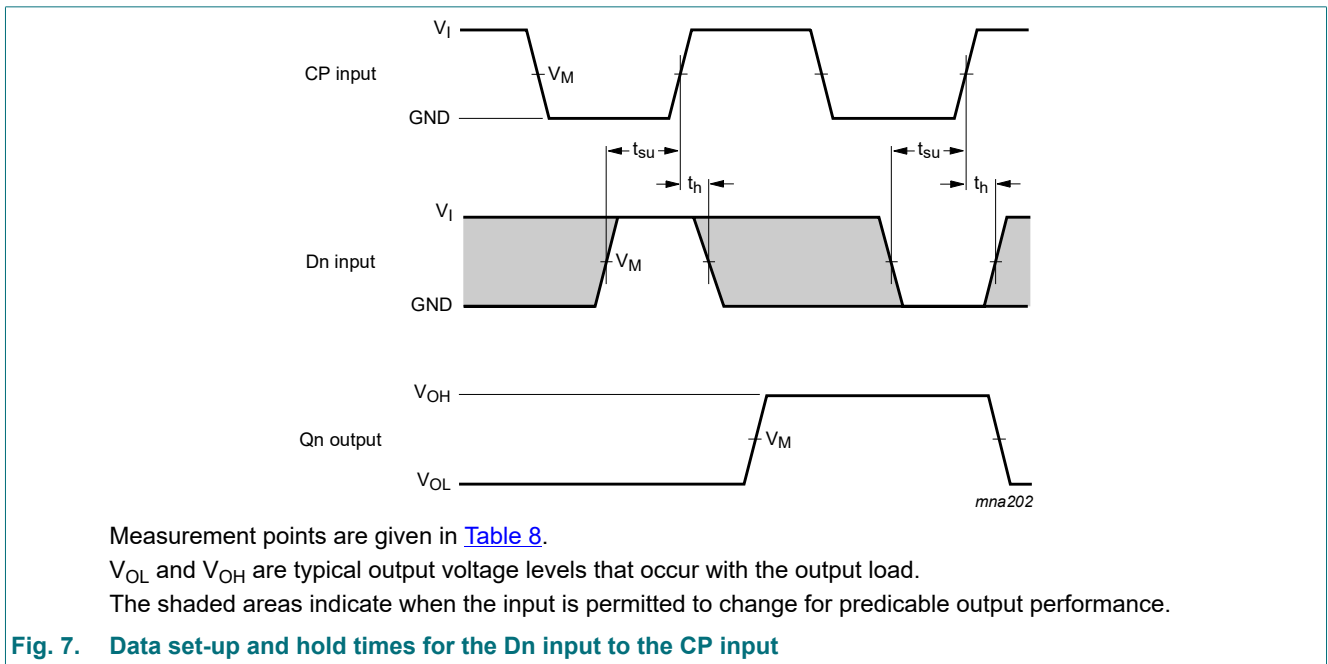 VI
CP input
VM
GND
tsu
tsu
th
th
VI
Dn input
VM
GND
VOH
Qn output
VM
VOL
mna202
Measurement points are given in Table 8.
VOL and VOH are typical output voltage levels that occur with the output load.
The shaded areas indicate when the input is permitted to change for predicable output performance.
Fig. 7. Data set-up and hold times for the Dn input to the CP input